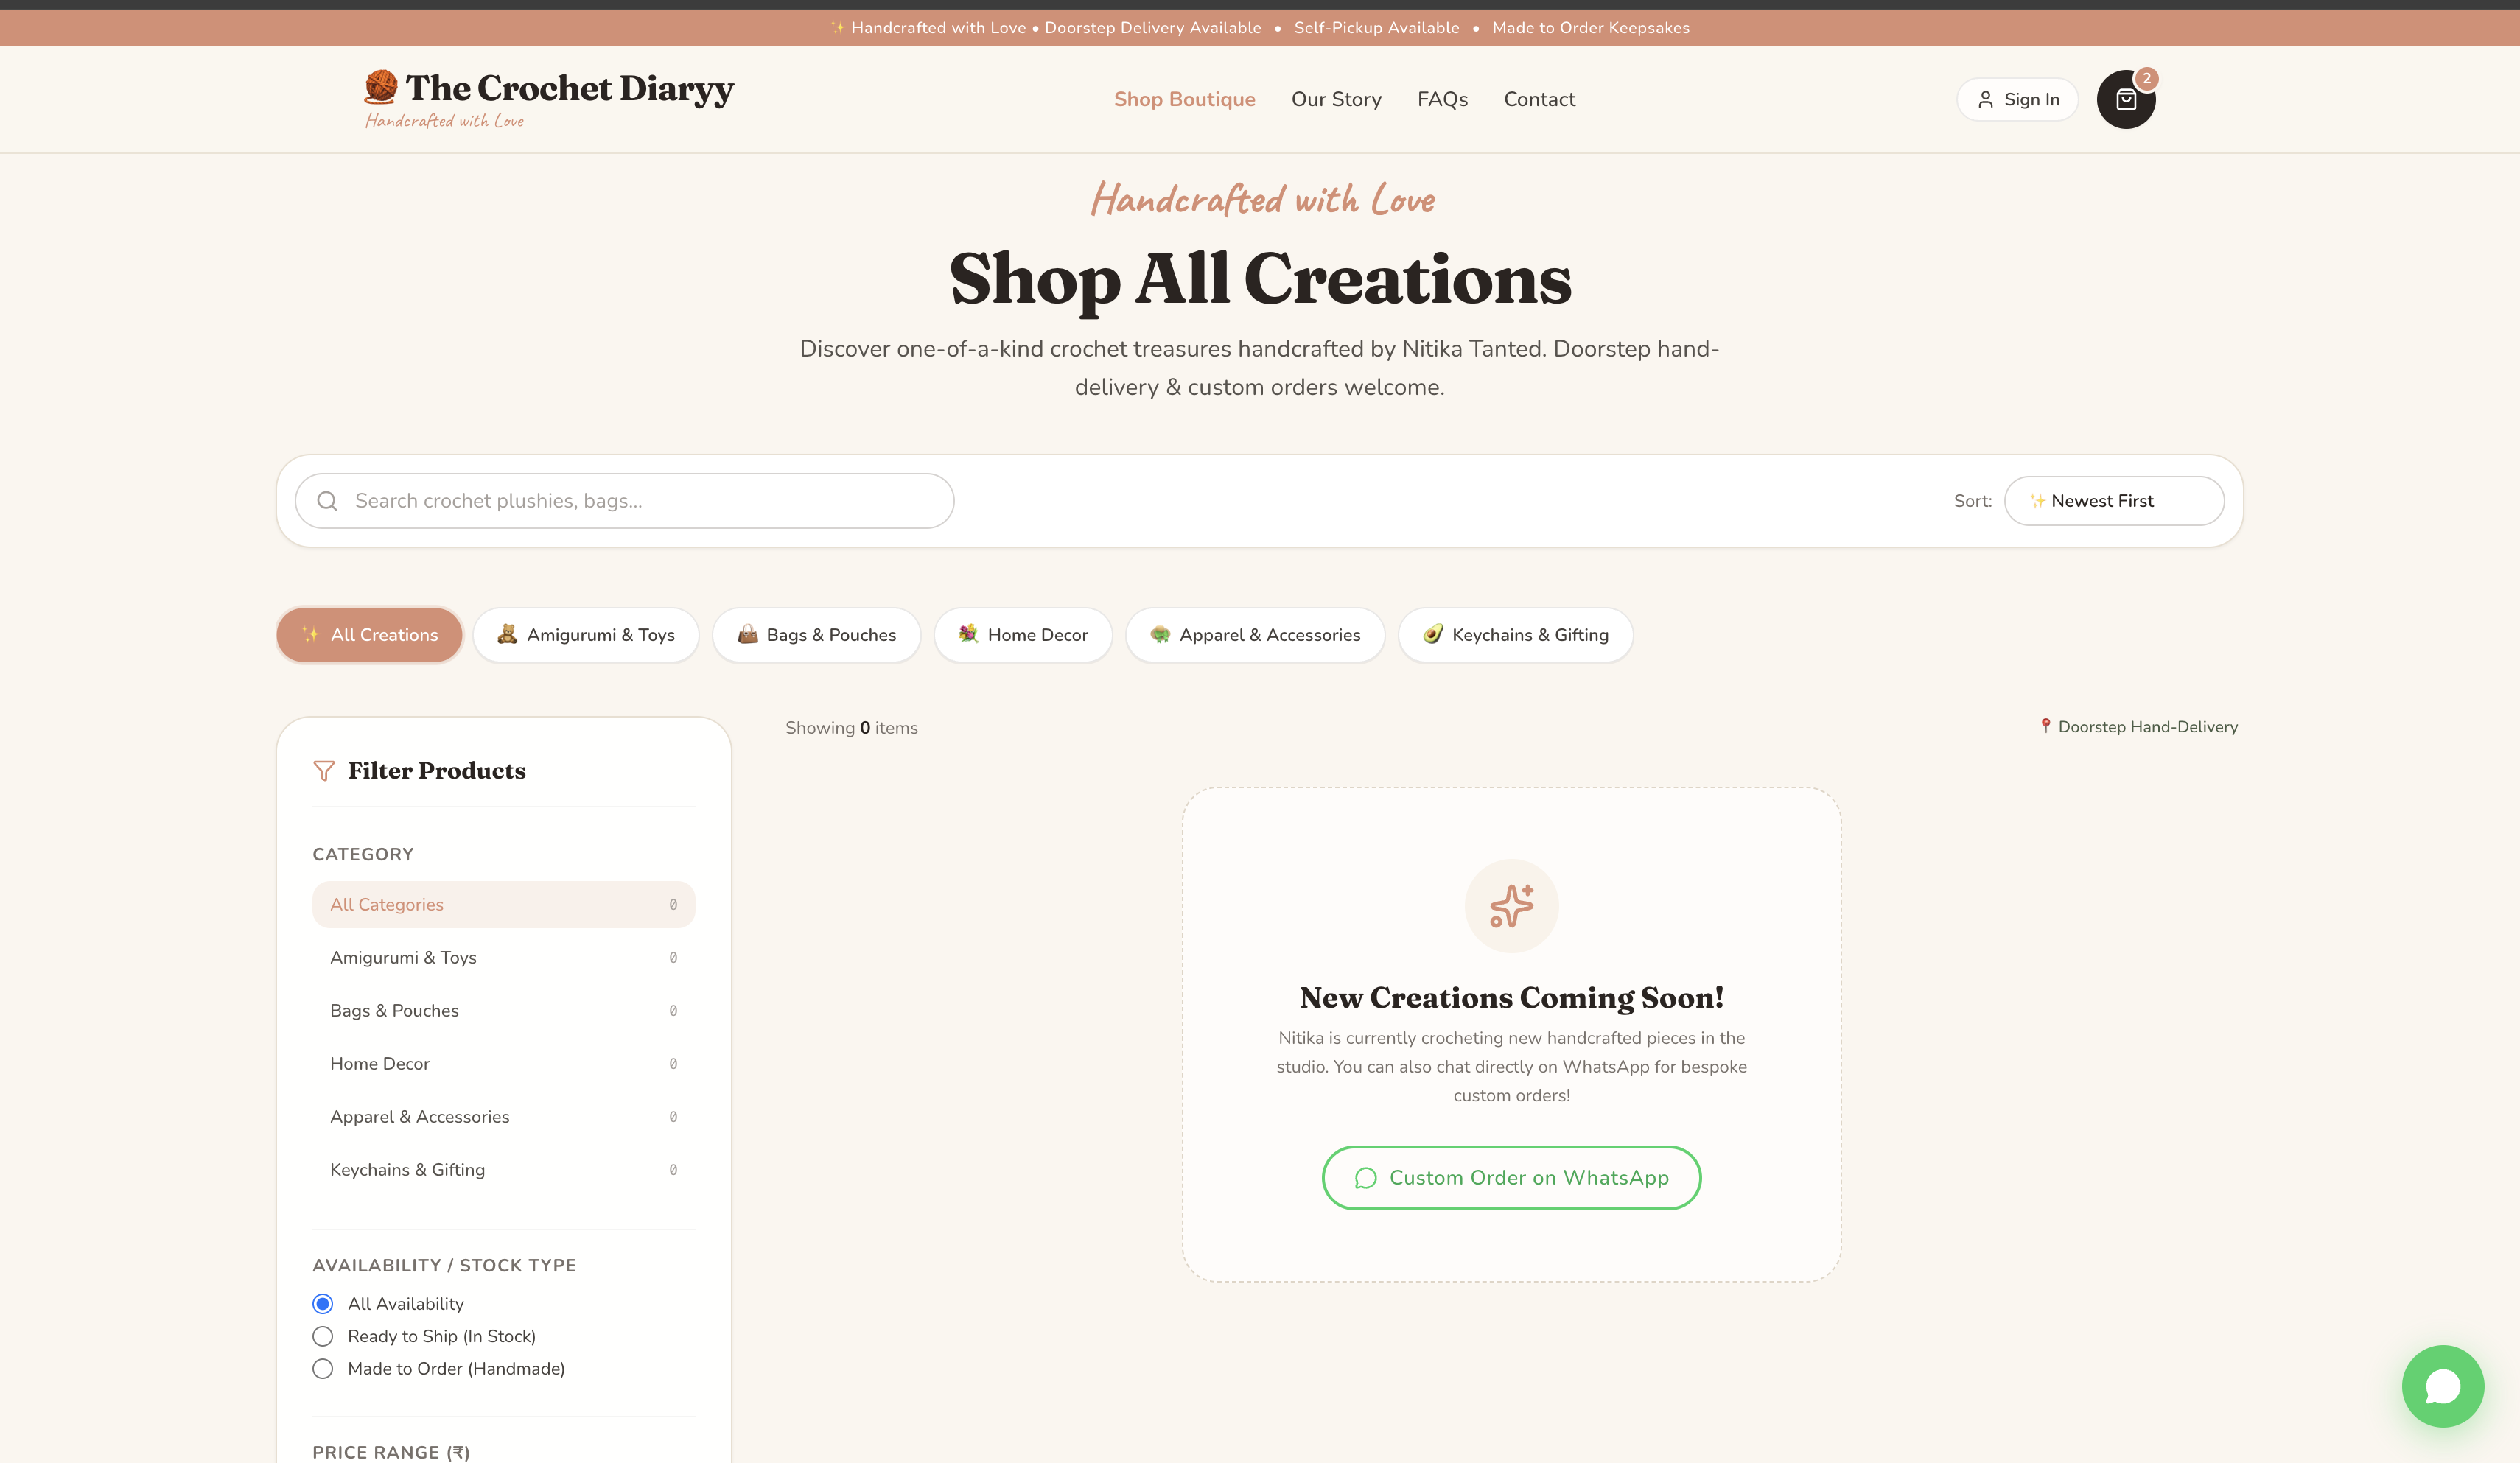 ✨ Handcrafted with Love • Doorstep Delivery Available • Self-Pickup Available • Made to Order Keepsakes
🧶 The Crochet Diaryy
Handcrafted with Love
Shop Boutique Our Story FAQs Contact
Sign In
2
Handcrafted with Love
Shop All Creations
Discover one-of-a-kind crochet treasures handcrafted by Nitika Tanted. Doorstep hand-
delivery & custom orders welcome.
Search crochet plushies, bags...
Sort: ✨ Newest First
✨ All Creations
🧸 Amigurumi & Toys
👜 Bags & Pouches
💐 Home Decor
👒 Apparel & Accessories
🥑 Keychains & Gifting
Filter Products
CATEGORY
All Categories 0
Amigurumi & Toys 0
Bags & Pouches 0
Home Decor 0
Apparel & Accessories 0
Keychains & Gifting 0
AVAILABILITY / STOCK TYPE
All Availability
Ready to Ship (In Stock)
Made to Order (Handmade)
PRICE RANGE (₹)
Showing 0 items
📍 Doorstep Hand-Delivery
New Creations Coming Soon!
Nitika is currently crocheting new handcrafted pieces in the
studio. You can also chat directly on WhatsApp for bespoke
custom orders!
Custom Order on WhatsApp